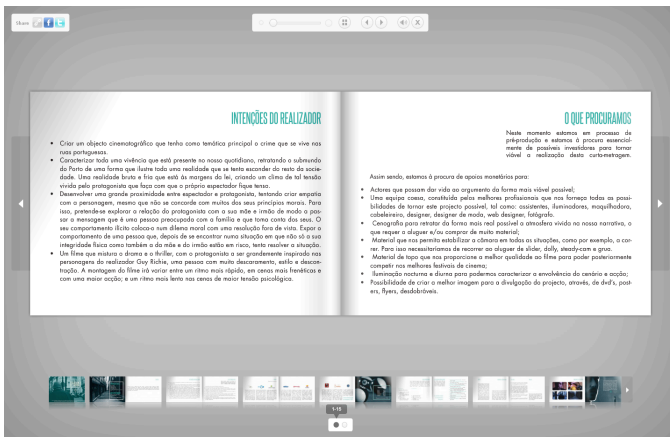 Share
INTENÇÕES DO REALIZADOR
• Criar um objecto cinematográfico que tenha como temática principal o crime que se vive nas
ruas portuguesas.
• Caracterizar toda uma vivência que está presente no nosso quotidiano, retratando o submundo
do Porto de uma forma que ilustre toda uma realidade que se tenta esconder do resto da socie-
dade. Uma realidade bruta e fria que está às margens da lei, criando um clima de tal tensão
vivida pelo protagonista que faça com que o próprio espectador fique tenso.
• Desenvolver uma grande proximidade entre espectador e protagonista, tentando criar empatia
com a personagem, mesmo que não se concorde com muitos dos seus princípios morais. Para
isso, pretende-se explorar a relação do protagonista com a sua mãe e irmão de modo a pas-
sar a mensagem que é uma pessoa preocupada com a família e que toma conta dos seus. O
seu comportamento ilícito coloca-o num dilema moral com uma resolução fora de vista. Expor o
comportamento de uma pessoa que, depois de se encontrar numa situação em que não só a sua
integridade física como também a da mãe e do irmão estão em risco, tenta resolver a situação.
• Um filme que mistura o drama e o thriller, com o protagonista a ser grandemente inspirado nas
personagens do realizador Guy Richie, uma pessoa com muito descaramento, estilo e descon-
tração. A montagem do filme irá variar entre um ritmo mais rápido, em cenas mais frenéticas e
com uma maior acção; e um ritmo mais lento nas cenas de maior tensão psicológica.
O QUE PROCURAMOS
Neste momento estamos em processo de
pré-produção e estamos à procura essencial-
mente de possíveis investidores para tornar
viável a realização desta curta-metragem.
Assim sendo, estamos à procura de apoios monetários para:
• Actores que possam dar vida ao argumento da forma mais viável possível;
• Uma equipa coesa, constituída pelos melhores profissionais que nos forneça todas as possi-
bilidades de tornar este projecto possível, tal como: assistentes, iluminadores, maquilhadora,
cabeleireiro, designer, designer de moda, web designer, fotógrafo.
• Cenografia para retratar da forma mais real possível a atmosfera vivido na nossa narrativa, o
que requer o aluguer e/ou comprar de muito material;
• Material que nos permita estabilizar a câmara em todas as situações, como por exemplo, a cor-
rer. Para isso necessitaríamos de recorrer ao aluguer de slider, dolly, steady-cam e grua.
• Material de topo que nos proporcione a melhor qualidade ao filme para poder posteriormente
competir nos melhores festivais de cinema;
• Iluminação nocturna e diurna para podermos caracterizar a envolvência do cenário e acção;
• Possibilidade de criar a melhor imagem para a divulgação do projecto, através, de dvd's, post-
ers, flyers, desdobráveis.
1-15